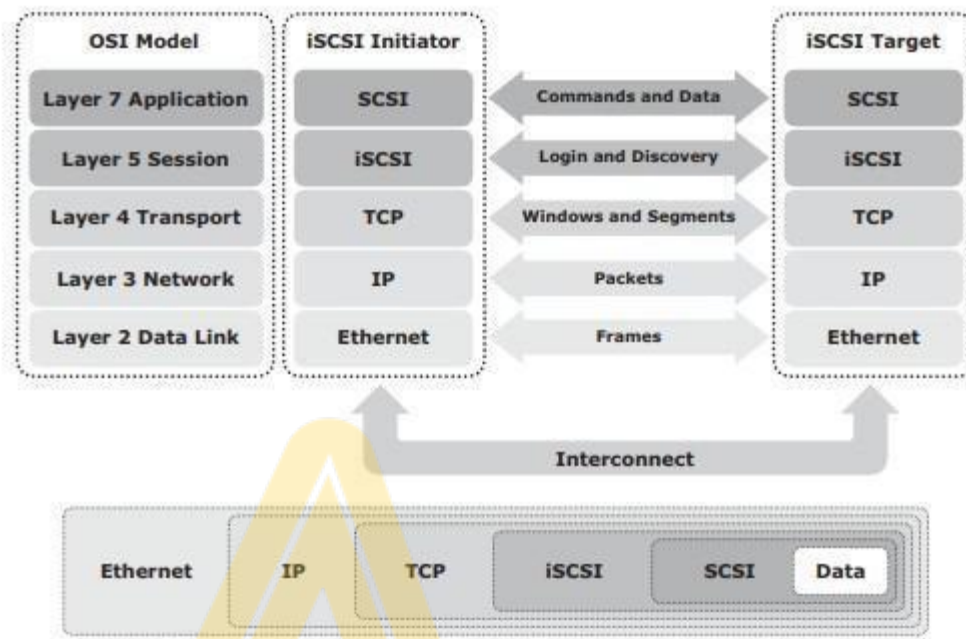 OSI Model iSCSI Initiator iSCSI Target
Layer 7 Application SCSI Commands and Data SCSI
Layer 5 Session iSCSI Login and Discovery iSCSI
Layer 4 Transport TCP Windows and Segments TCP
Layer 3 Network IP Packets IP
Layer 2 Data Link Ethernet Frames Ethernet
Interconnect
Ethernet IP TCP iSCSI SCSI Data